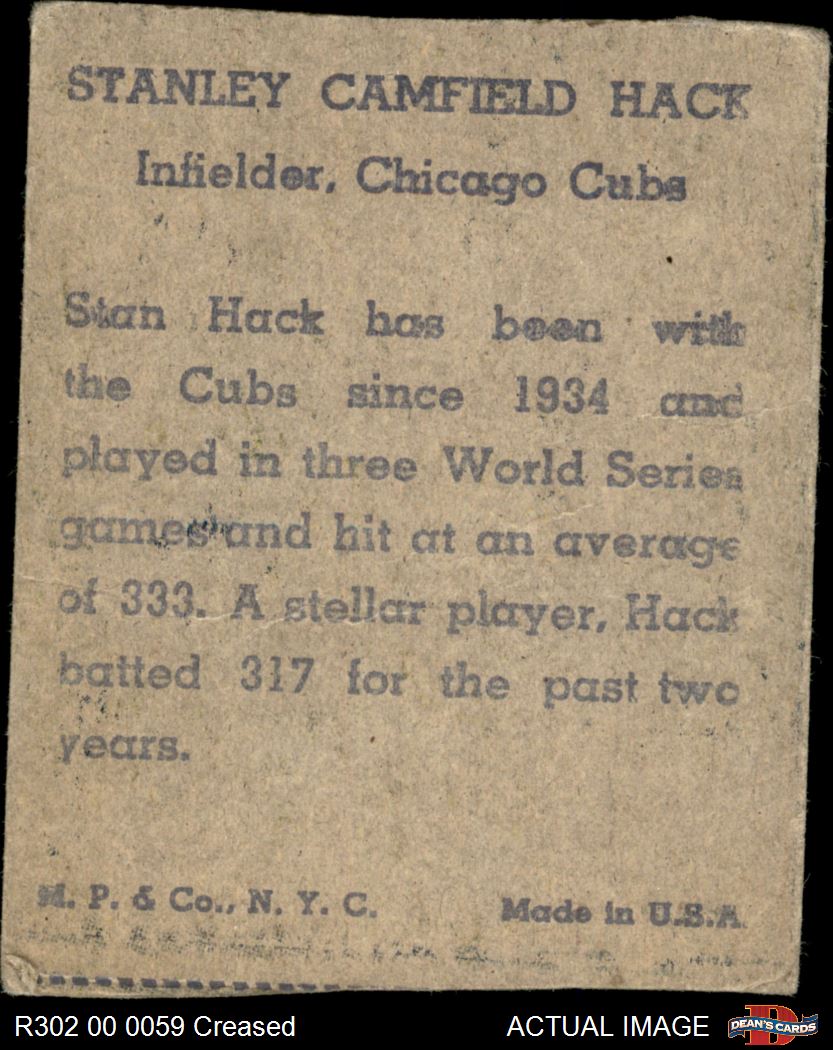 STANLEY CAMFIELD HACK
Infielder, Chicago Cubs
Stan Hack has been with
the Cubs since 1934 and
played in three World Series
games and hit at an average
of 333. A stellar player, Hack
batted 317 for the past two
years.
M. P. & Co., N. Y. C. Made in U.S.A.
R302 00 0059 Creased ACTUAL IMAGE DEAN'S CARDS